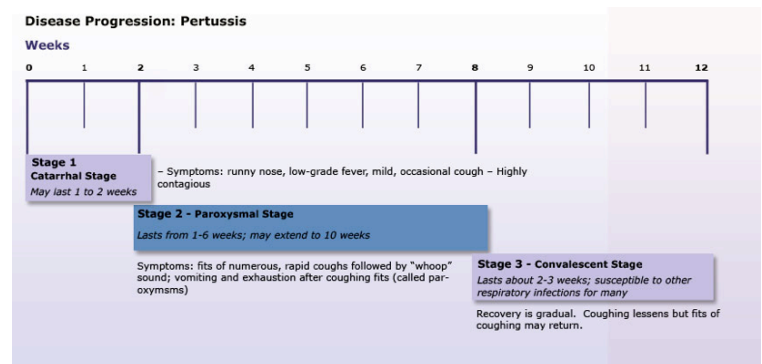 Disease Progression: Pertussis
Weeks
0 1 2 3 4 5 6 7 8 9 10 11 12
Stage 1
Catarrhal Stage
May last 1 to 2 weeks
– Symptoms: runny nose, low-grade fever, mild, occasional cough – Highly
contagious
Stage 2 - Paroxysmal Stage
Lasts from 1-6 weeks; may extend to 10 weeks
Symptoms: fits of numerous, rapid coughs followed by “whoop”
sound; vomiting and exhaustion after coughing fits (called par-
oxymsms)
Stage 3 - Convalescent Stage
Lasts about 2-3 weeks; susceptible to other
respiratory infections for many
Recovery is gradual. Coughing lessens but fits of
coughing may return.